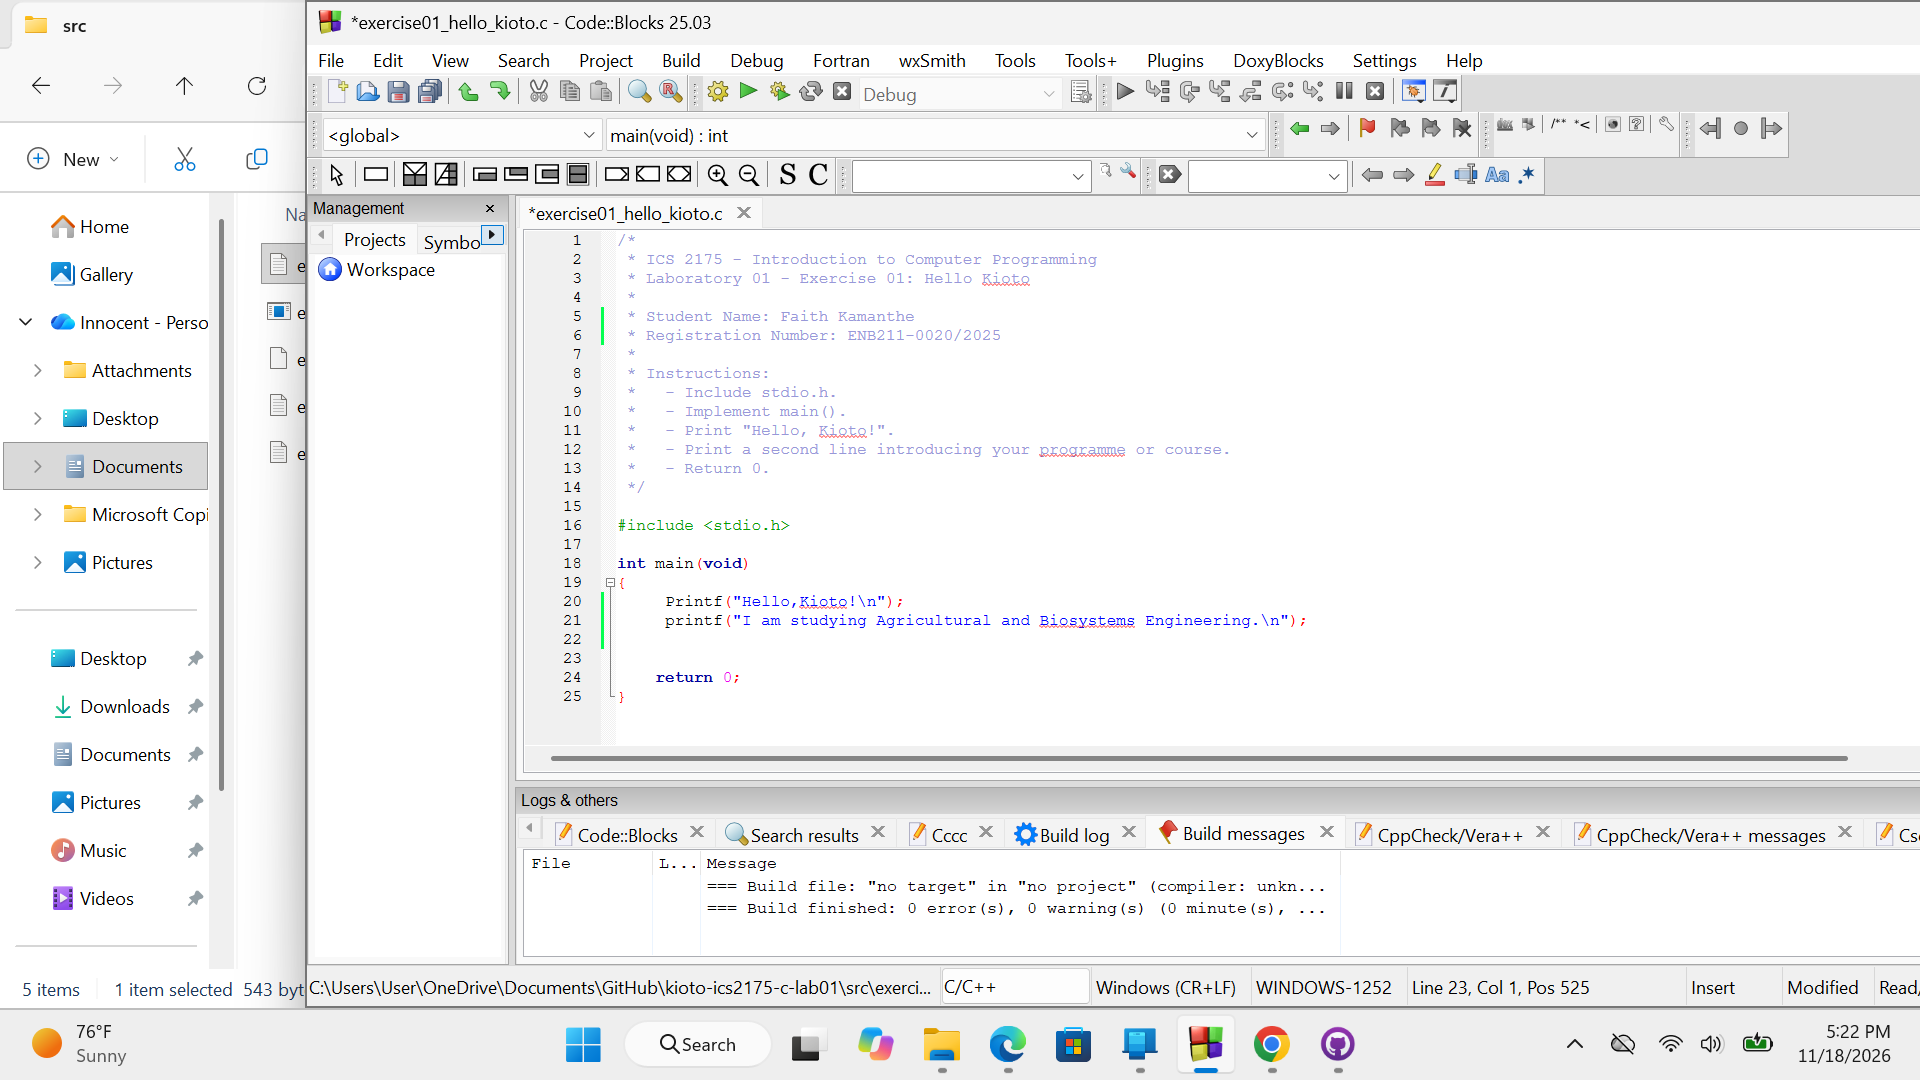 src
*exercise01_hello_kioto.c - Code::Blocks 25.03
File Edit View Search Project Build Debug Fortran wxSmith Tools Tools+ Plugins DoxyBlocks Settings Help
Debug
<global>
main(void) : int
/** *<
New
S C
Aa .*
Home
Gallery
Innocent - Perso
Attachments
Desktop
Documents
Microsoft Copi
Pictures
Desktop
Downloads
Documents
Pictures
Music
Videos
5 items 1 item selected 543 byt
Na
e
e
e
e
e
Management
Projects Symbo
Workspace
*exercise01_hello_kioto.c
1 /*
2 * ICS 2175 - Introduction to Computer Programming
3 * Laboratory 01 - Exercise 01: Hello Kioto
4 *
5 * Student Name: Faith Kamanthe
6 * Registration Number: ENB211-0020/2025
7 *
8 * Instructions:
9 * - Include stdio.h.
10 * - Implement main().
11 * - Print "Hello, Kioto!".
12 * - Print a second line introducing your programme or course.
13 * - Return 0.
14 */
15
16 #include <stdio.h>
17
18 int main(void)
19 {
20 Printf("Hello,Kioto!\n");
21 printf("I am studying Agricultural and Biosystems Engineering.\n");
22
23
24 return 0;
25 }
Logs & others
Code::Blocks Search results Cccc Build log Build messages CppCheck/Vera++ CppCheck/Vera++ messages Cs
File L... Message
=== Build file: "no target" in "no project" (compiler: unkn...
=== Build finished: 0 error(s), 0 warning(s) (0 minute(s), ...
C:\Users\User\OneDrive\Documents\GitHub\kioto-ics2175-c-lab01\src\exerci... C/C++ Windows (CR+LF) WINDOWS-1252 Line 23, Col 1, Pos 525 Insert Modified Read/
76°F
Sunny
Search
5:22 PM
11/18/2026